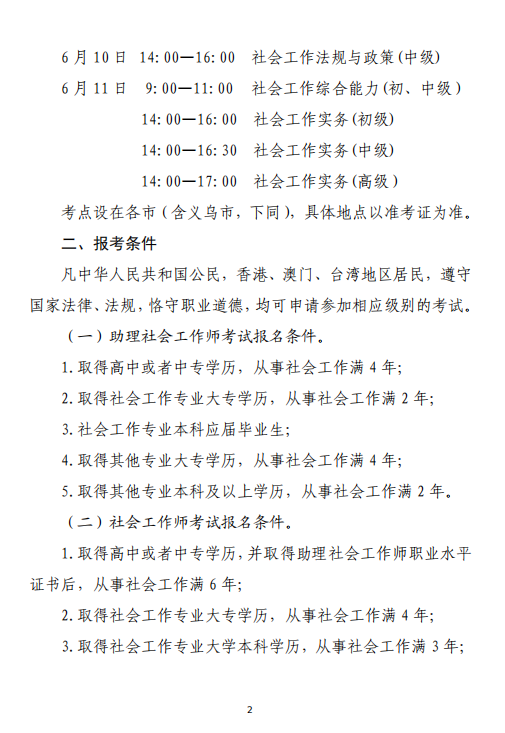 6月10日 14:00—16:00 社会工作法规与政策(中级)
6月11日 9:00—11:00 社会工作综合能力(初、中级)
14:00—16:00 社会工作实务(初级)
14:00—16:30 社会工作实务(中级)
14:00—17:00 社会工作实务(高级)
考点设在各市(含义乌市,下同),具体地点以准考证为准。
二、报考条件
凡中华人民共和国公民,香港、澳门、台湾地区居民,遵守
国家法律、法规,恪守职业道德,均可申请参加相应级别的考试。
(一)助理社会工作师考试报名条件。
1.取得高中或者中专学历,从事社会工作满4年;
2.取得社会工作专业大专学历,从事社会工作满2年;
3.社会工作专业本科应届毕业生;
4.取得其他专业大专学历,从事社会工作满4年;
5.取得其他专业本科及以上学历,从事社会工作满2年。
(二)社会工作师考试报名条件。
1.取得高中或者中专学历,并取得助理社会工作师职业水平
证书后,从事社会工作满6年;
2.取得社会工作专业大专学历,从事社会工作满4年;
3.取得社会工作专业大学本科学历,从事社会工作满3年;
2